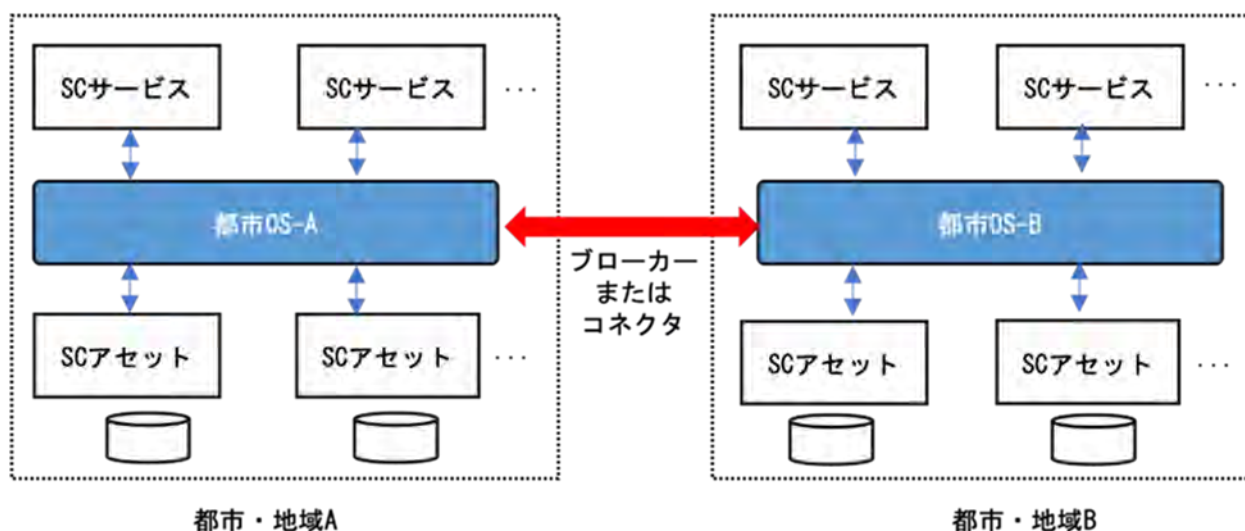 SCサービス
SCサービス
...
都市OS-A
SCアセット
SCアセット
...
都市・地域A
ブローカー
または
コネクタ
SCサービス
SCサービス
...
都市OS-B
SCアセット
SCアセット
...
都市・地域B